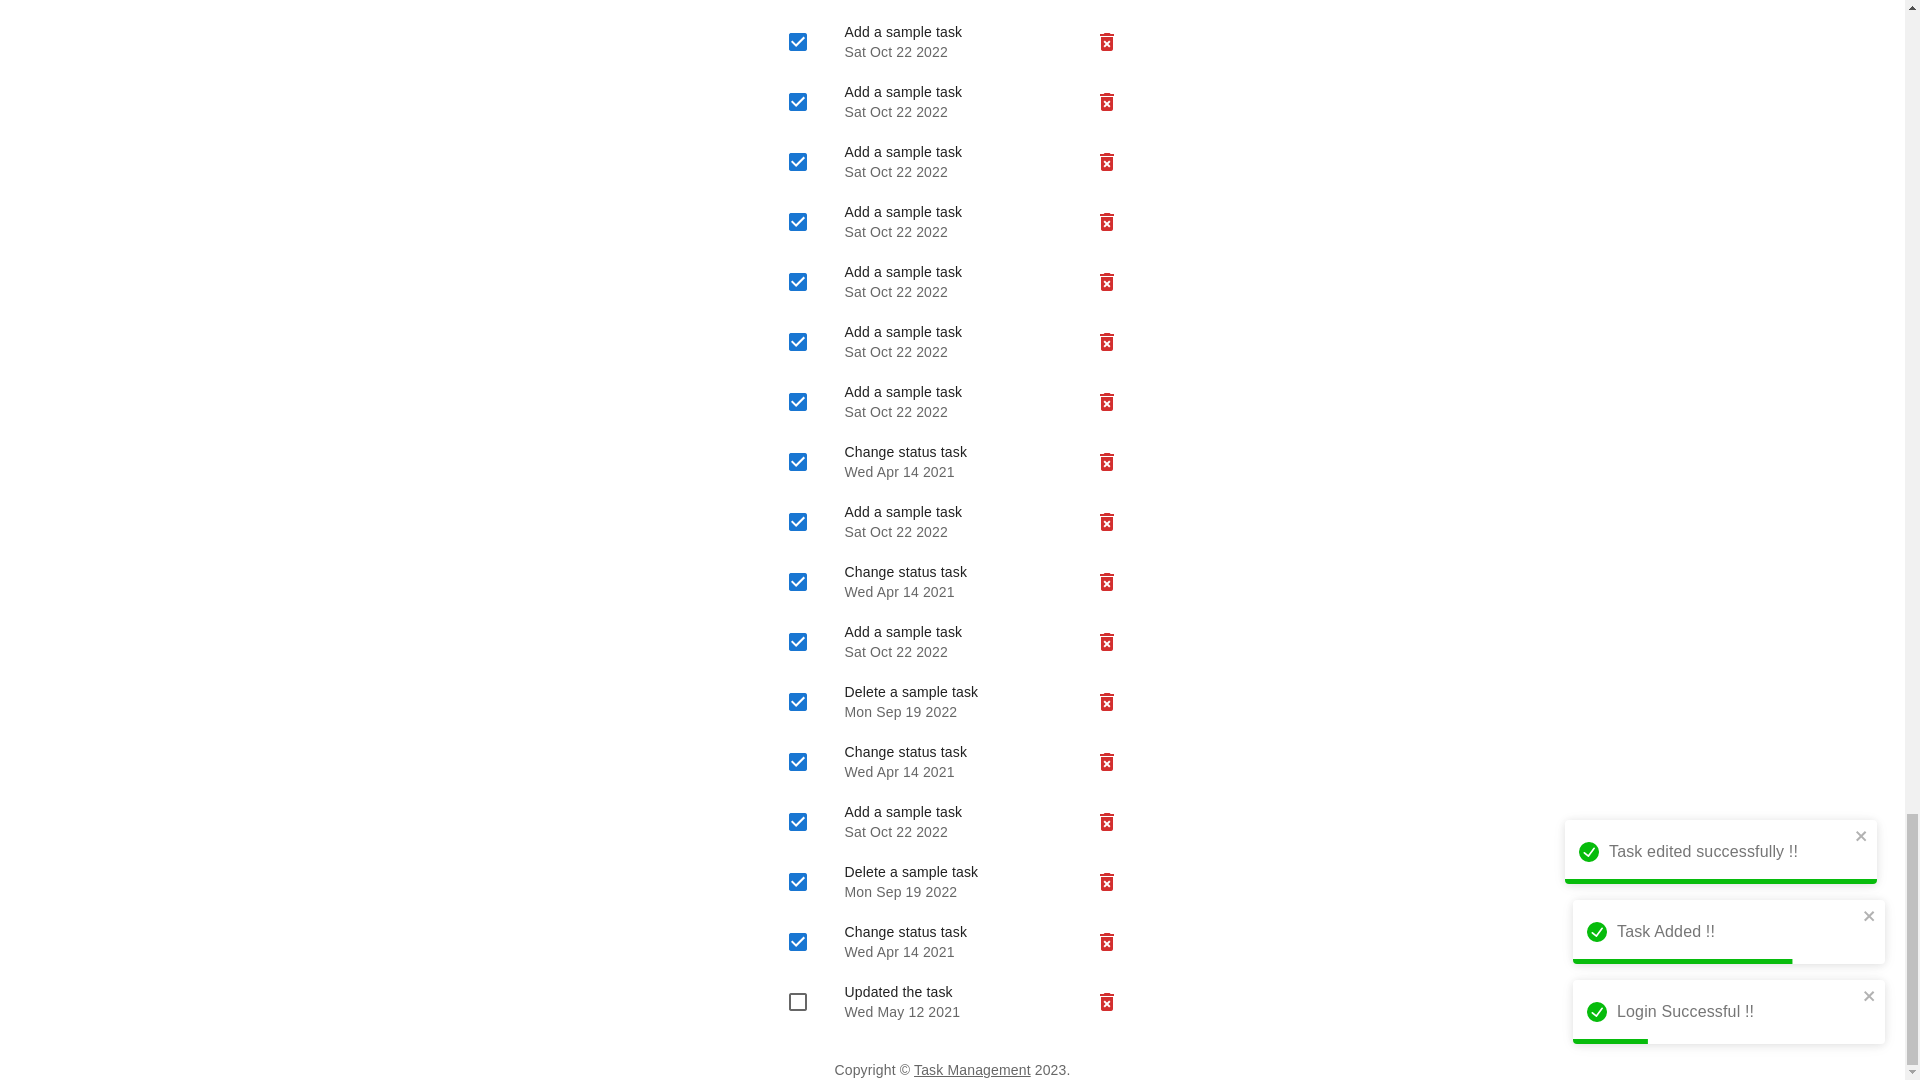 Add a sample task
Sat Oct 22 2022
Add a sample task
Sat Oct 22 2022
Add a sample task
Sat Oct 22 2022
Add a sample task
Sat Oct 22 2022
Add a sample task
Sat Oct 22 2022
Add a sample task
Sat Oct 22 2022
Add a sample task
Sat Oct 22 2022
Change status task
Wed Apr 14 2021
Add a sample task
Sat Oct 22 2022
Change status task
Wed Apr 14 2021
Add a sample task
Sat Oct 22 2022
Delete a sample task
Mon Sep 19 2022
Change status task
Wed Apr 14 2021
Add a sample task
Sat Oct 22 2022
Delete a sample task
Mon Sep 19 2022
Change status task
Wed Apr 14 2021
Updated the task
Wed May 12 2021
Copyright © Task Management 2023.
Task edited successfully !!
Task Added !!
Login Successful !!